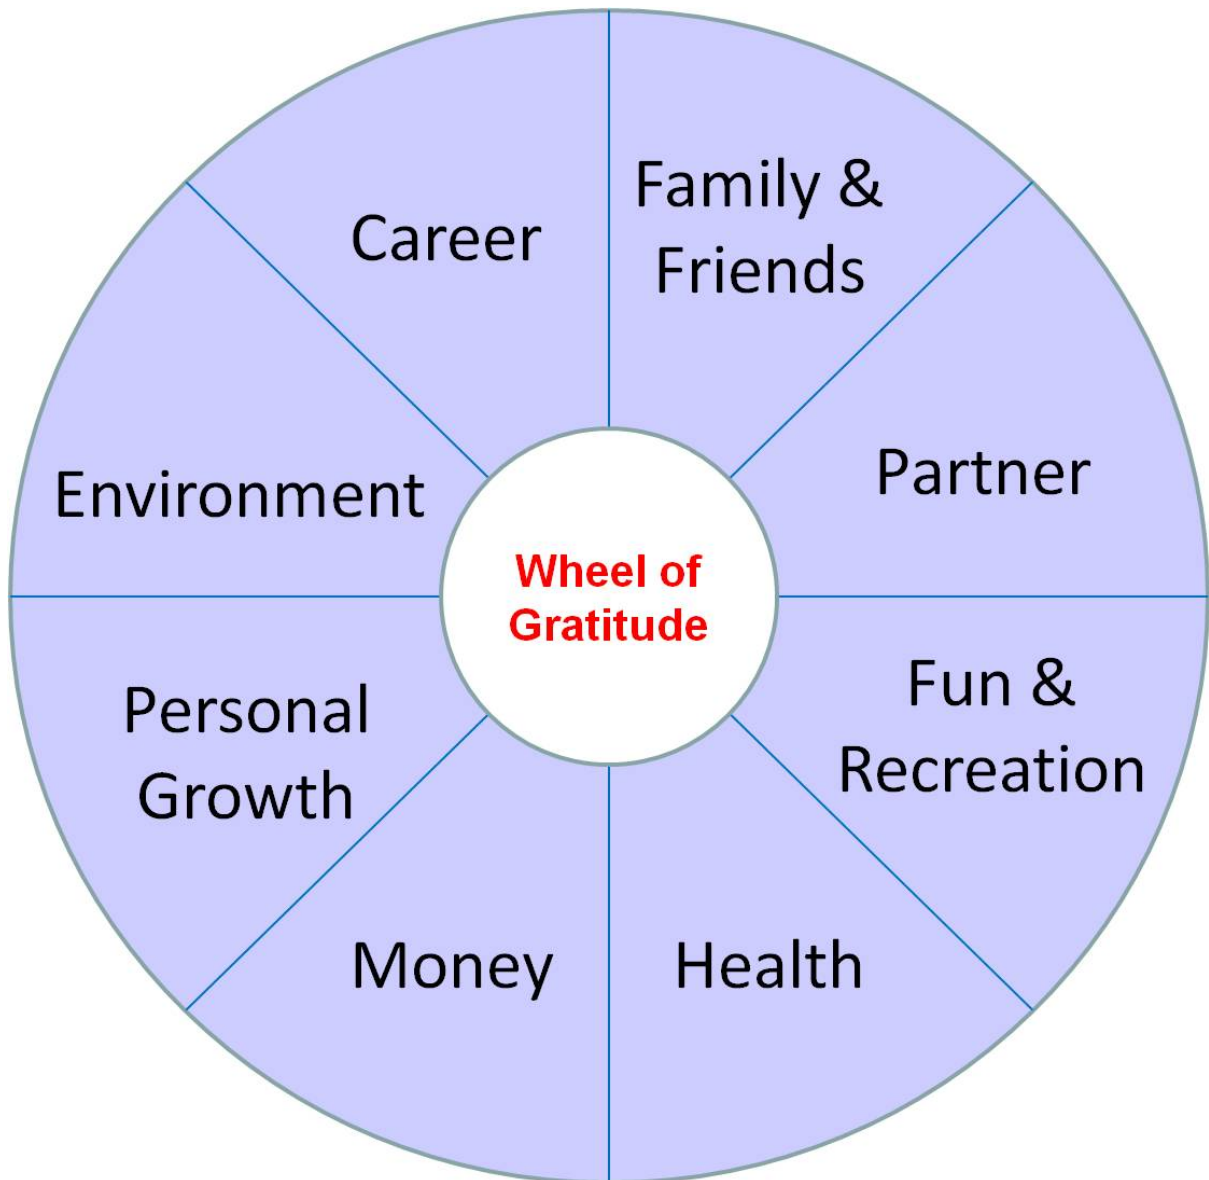 Family &
Friends
Career
Partner
Environment
Wheel of
Gratitude
Fun &
Recreation
Personal
Growth
Money
Health